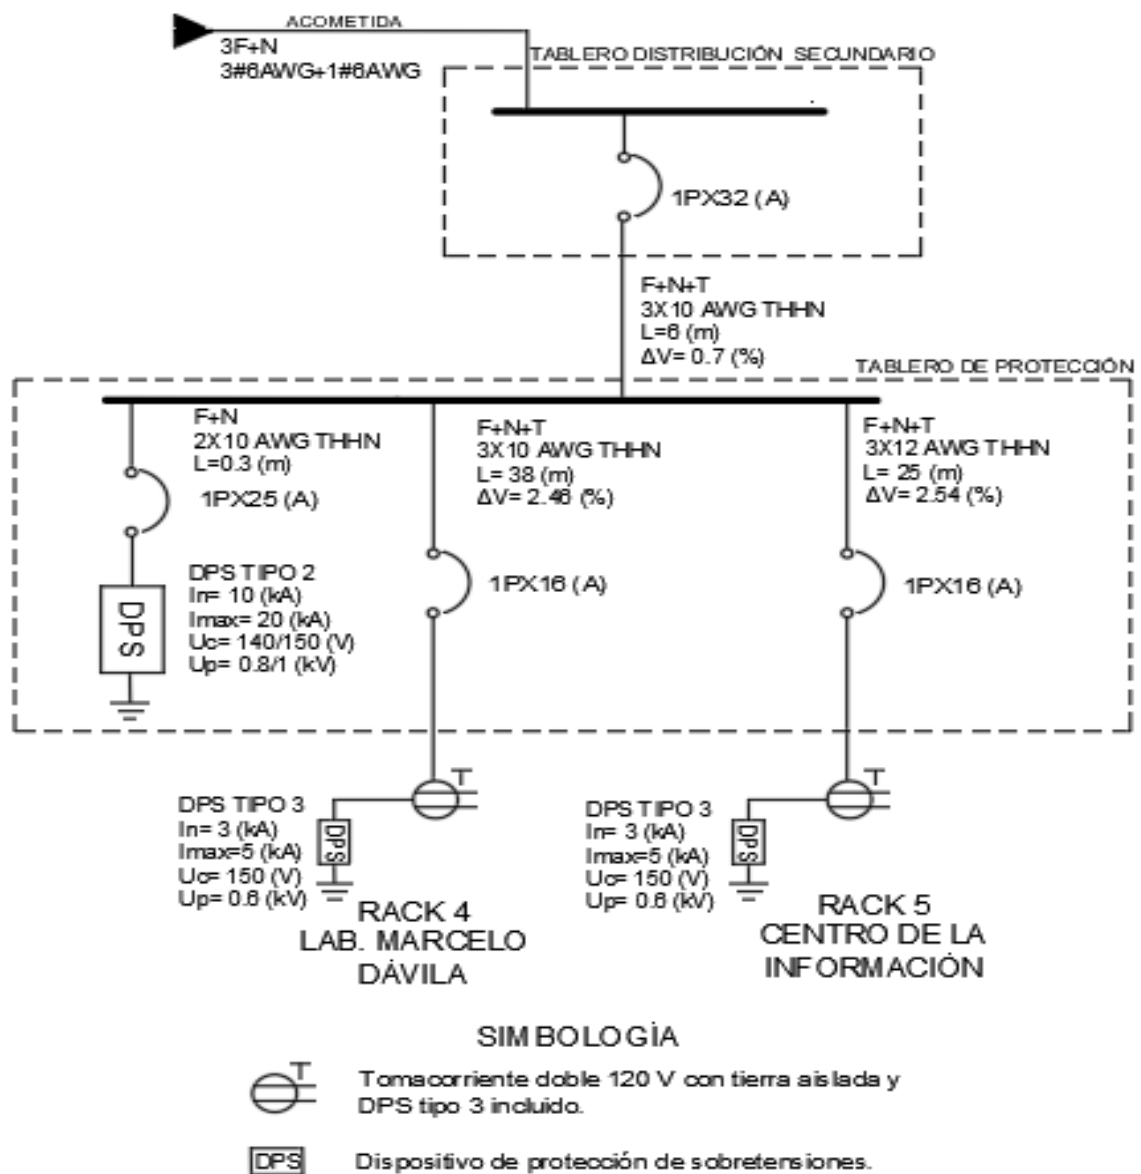 ACOMETIDA
3F+N
3#6AWG+1#6AWG
TABLERO DISTRIBUCIÓN SECUNDARIO
1PX32 (A)
F+N+T
3X10 AWG THHN
L=6 (m)
ΔV= 0.7 (%)
TABLERO DE PROTECCIÓN
F+N
2X10 AWG THHN
L=0.3 (m)
1PX25 (A)
F+N+T
3X10 AWG THHN
L= 38 (m)
ΔV= 2.46 (%)
F+N+T
3X12 AWG THHN
L= 25 (m)
ΔV= 2.54 (%)
DPS TIPO 2
In= 10 (kA)
Imax= 20 (kA)
Uc= 140/150 (V)
Up= 0.8/1 (kV)
DPS
1PX16 (A)
1PX16 (A)
T
DPS TIPO 3
In= 3 (kA)
Imax=5 (kA)
Uc= 150 (V)
Up= 0.6 (kV)
DPS
RACK 4
LAB. MARCELO
DÁVILA
T
DPS TIPO 3
In= 3 (kA)
Imax=5 (kA)
Uc= 150 (V)
Up= 0.6 (kV)
DPS
RACK 5
CENTRO DE LA
INFORMACIÓN
SIMBOLOGÍA
T
Tomacorriente doble 120 V con tierra aislada y
DPS tipo 3 incluido.
DPS
Dispositivo de protección de sobretensiones.